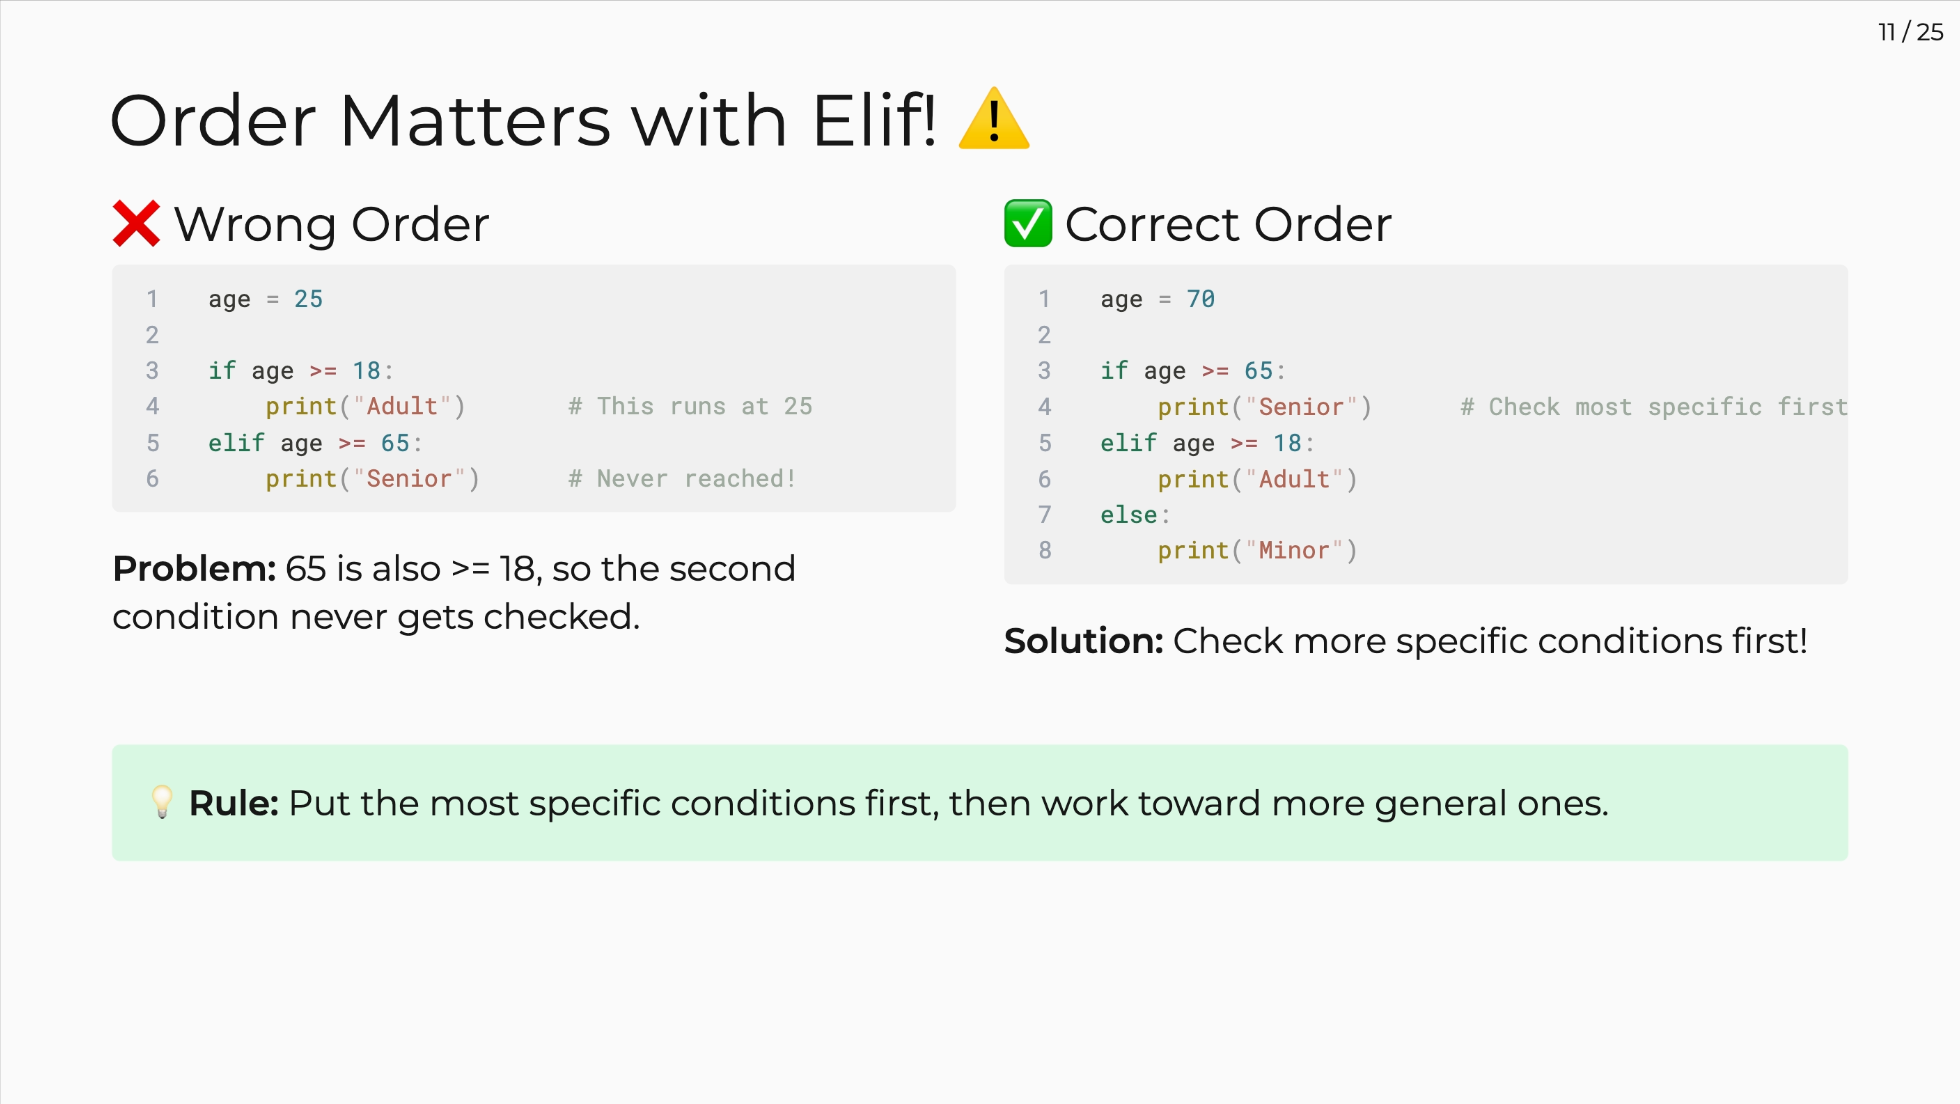 11 / 25
Order Matters with Elif! ⚠️
❌ Wrong Order
1 age = 25
2
3 if age >= 18:
4     print("Adult")       # This runs at 25
5 elif age >= 65:
6     print("Senior")      # Never reached!
Problem: 65 is also >= 18, so the second
condition never gets checked.
✅ Correct Order
1 age = 70
2
3 if age >= 65:
4     print("Senior")      # Check most specific first
5 elif age >= 18:
6     print("Adult")
7 else:
8     print("Minor")
Solution: Check more specific conditions first!
💡 Rule: Put the most specific conditions first, then work toward more general ones.